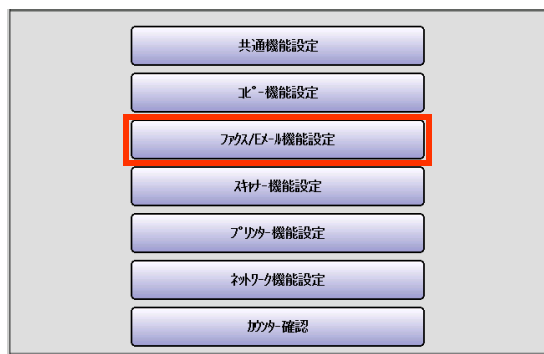 共通機能設定
ｺﾋﾟｰ機能設定
ﾌｧｸｽ/Eﾒｰﾙ機能設定
ｽｷｬﾅｰ機能設定
ﾌﾟﾘﾝﾀｰ機能設定
ﾈｯﾄﾜｰｸ機能設定
ｶｳﾝﾀｰ確認